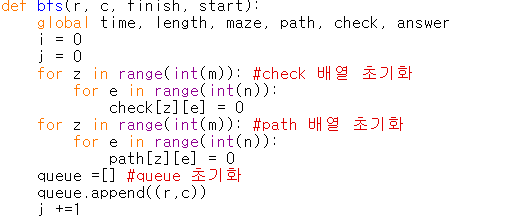 def bfs(r, c, finish, start):
    global time, length, maze, path, check, answer
    i = 0
    j = 0
    for z in range(int(m)): #check 배열 초기화
        for e in range(int(n)):
            check[z][e] = 0
    for z in range(int(m)): #path 배열 초기화
        for e in range(int(n)):
            path[z][e] = 0
    queue =[] #queue 초기화
    queue.append((r,c))
    j +=1